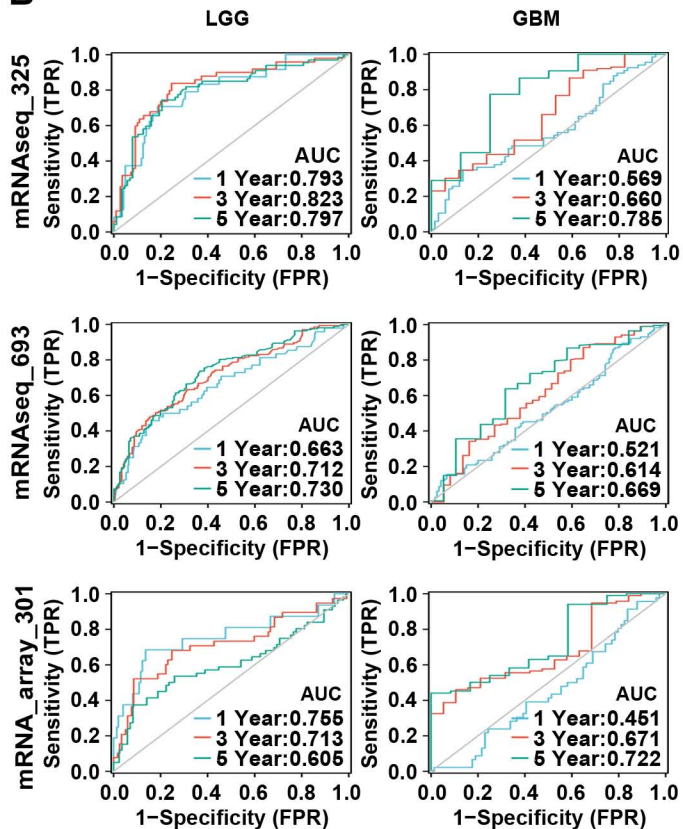 LGG GBM
mRNAseq_325
Sensitivity (TPR)
1.0
0.8
0.6
0.4
0.2
0.0
AUC
1 Year:0.793
3 Year:0.823
5 Year:0.797
0.0 0.2 0.4 0.6 0.8 1.0
1−Specificity (FPR)
Sensitivity (TPR)
1.0
0.8
0.6
0.4
0.2
0.0
AUC
1 Year:0.569
3 Year:0.660
5 Year:0.785
0.0 0.2 0.4 0.6 0.8 1.0
1−Specificity (FPR)
mRNAseq_693
Sensitivity (TPR)
1.0
0.8
0.6
0.4
0.2
0.0
AUC
1 Year:0.663
3 Year:0.712
5 Year:0.730
0.0 0.2 0.4 0.6 0.8 1.0
1−Specificity (FPR)
Sensitivity (TPR)
1.0
0.8
0.6
0.4
0.2
0.0
AUC
1 Year:0.521
3 Year:0.614
5 Year:0.669
0.0 0.2 0.4 0.6 0.8 1.0
1−Specificity (FPR)
mRNA_array_301
Sensitivity (TPR)
1.0
0.8
0.6
0.4
0.2
0.0
AUC
1 Year:0.755
3 Year:0.713
5 Year:0.605
0.0 0.2 0.4 0.6 0.8 1.0
1−Specificity (FPR)
Sensitivity (TPR)
1.0
0.8
0.6
0.4
0.2
0.0
AUC
1 Year:0.451
3 Year:0.671
5 Year:0.722
0.0 0.2 0.4 0.6 0.8 1.0
1−Specificity (FPR)